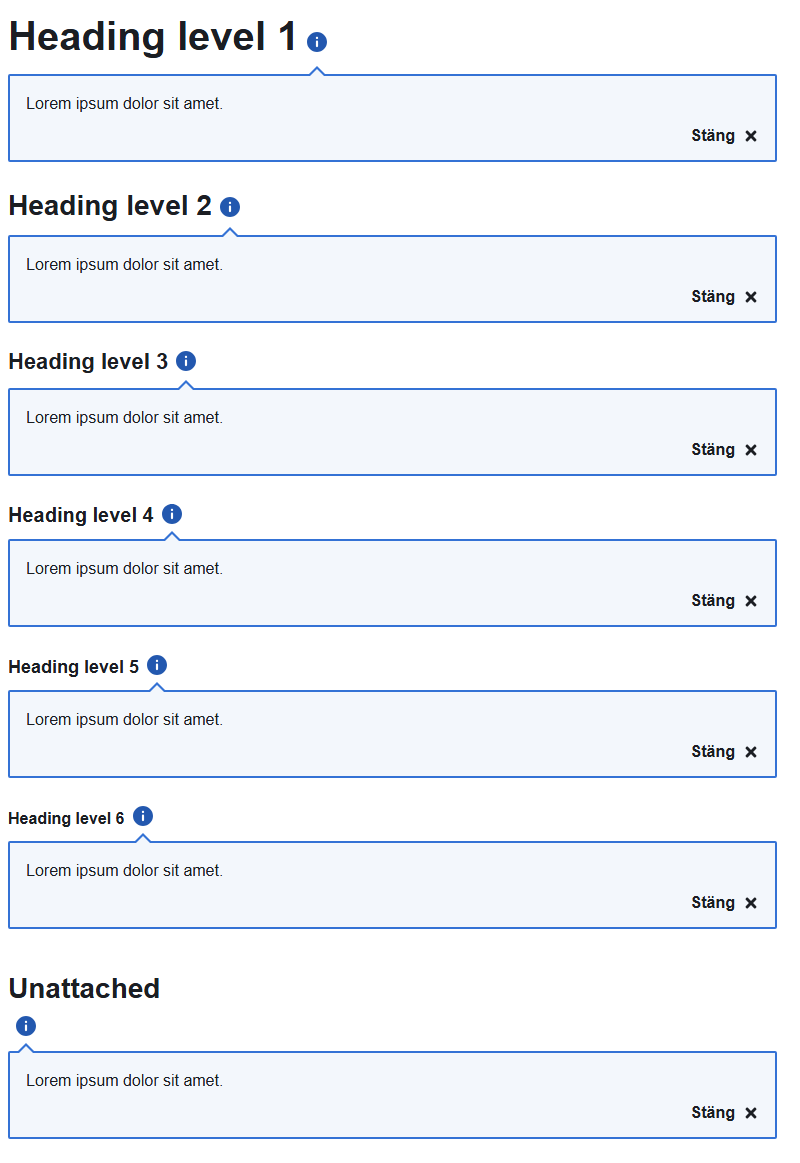 Heading level 1
Lorem ipsum dolor sit amet.
Stäng
Heading level 2
Lorem ipsum dolor sit amet.
Stäng
Heading level 3
Lorem ipsum dolor sit amet.
Stäng
Heading level 4
Lorem ipsum dolor sit amet.
Stäng
Heading level 5
Lorem ipsum dolor sit amet.
Stäng
Heading level 6
Lorem ipsum dolor sit amet.
Stäng
Unattached
Lorem ipsum dolor sit amet.
Stäng